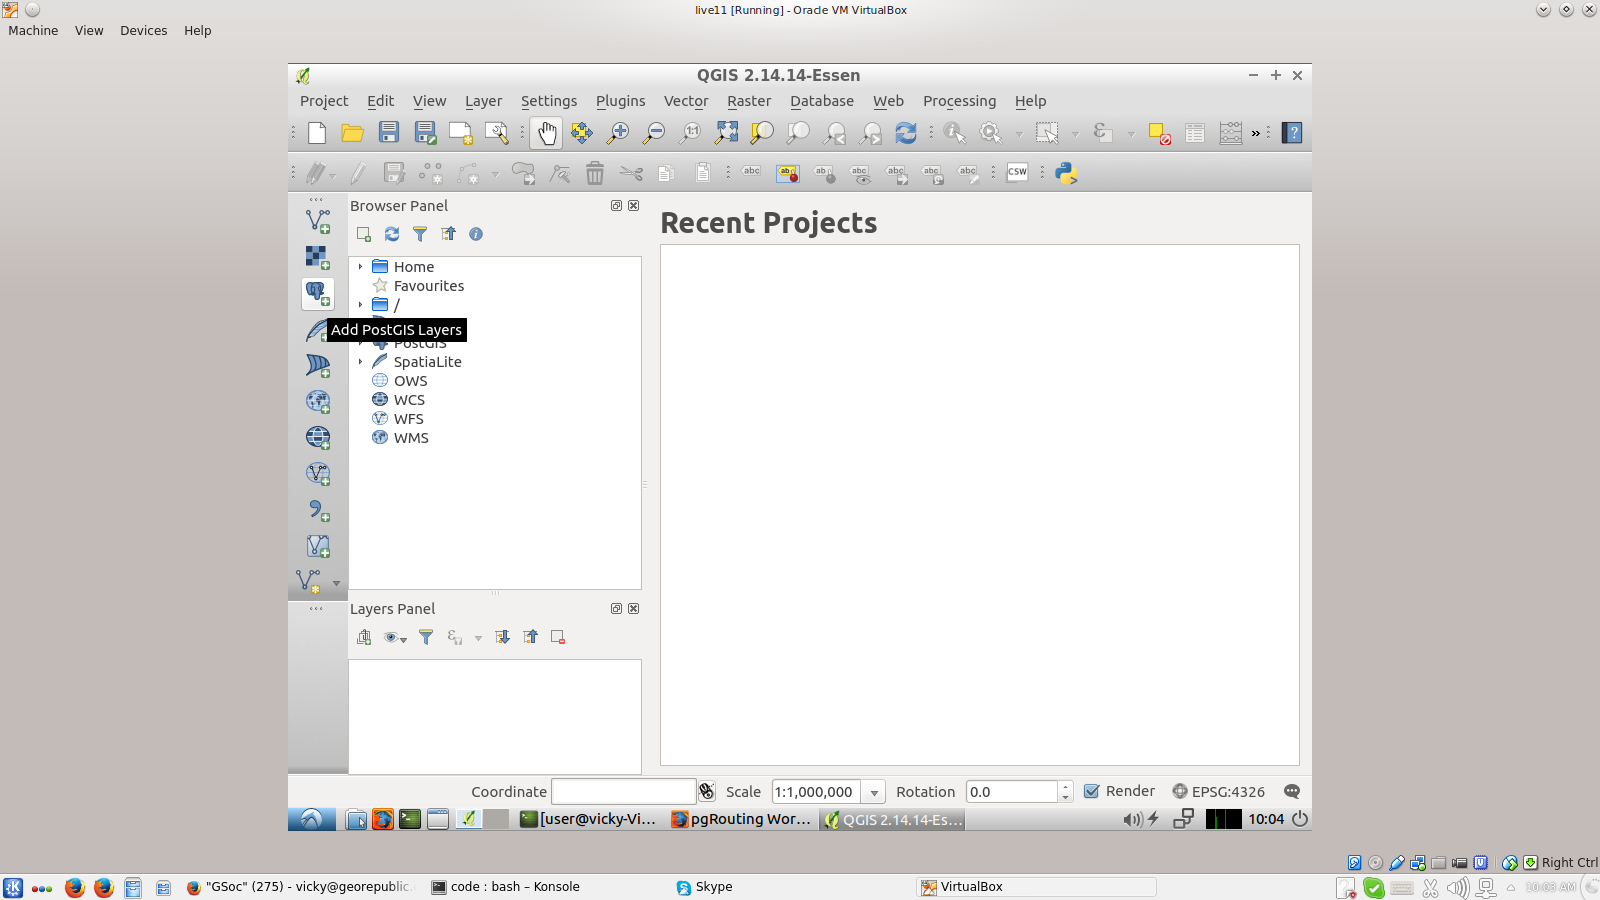 live11 [Running] - Oracle VM VirtualBox
Machine View Devices Help
QGIS 2.14.14-Essen
Project Edit View Layer Settings Plugins Vector Raster Database Web Processing Help
1:1
»
?
abc ab ab abc abc abc abc CSW
Browser Panel
Recent Projects
Home
Favourites
/
Add PostGIS Layers
PostGIS
SpatiaLite
OWS
WCS
WFS
WMS
Layers Panel
Coordinate Scale 1:1,000,000 Rotation 0.0 Render EPSG:4326
[user@vicky-Vi... pgRouting Wor... QGIS 2.14.14-Es... 10:04
Right Ctrl
"GSoc" (275) - vicky@georepublic. code : bash – Konsole Skype VirtualBox 10:03 AM